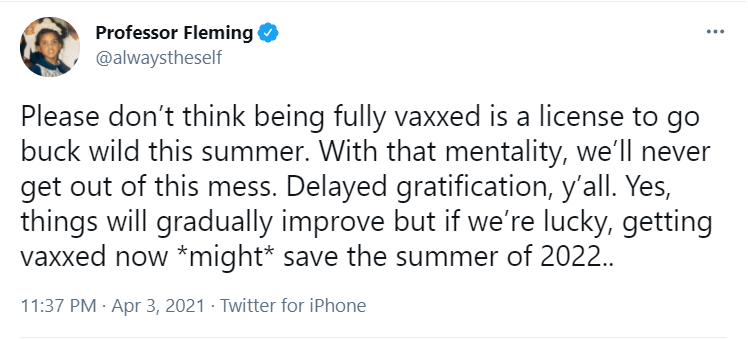 Professor Fleming
@alwaystheself
Please don’t think being fully vaxxed is a license to go
buck wild this summer. With that mentality, we’ll never
get out of this mess. Delayed gratification, y’all. Yes,
things will gradually improve but if we’re lucky, getting
vaxxed now *might* save the summer of 2022..
11:37 PM · Apr 3, 2021 · Twitter for iPhone